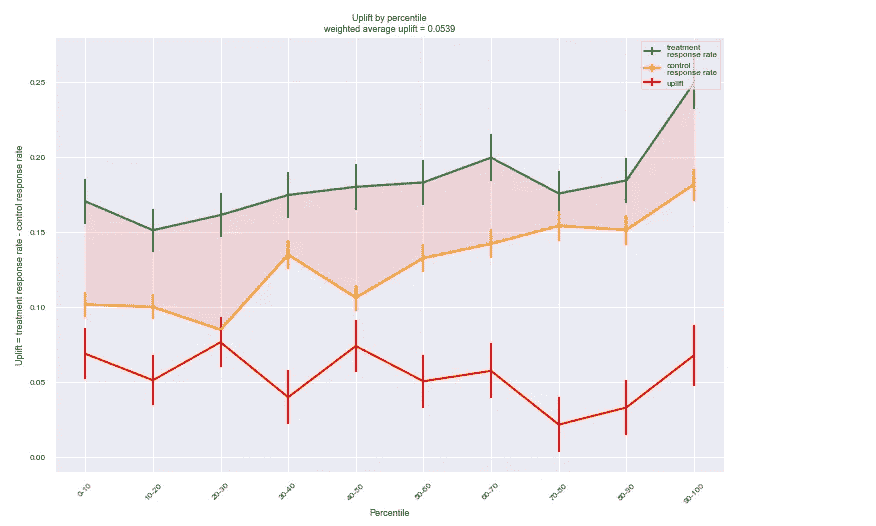 Uplift by percentile
weighted average uplift = 0.0539
treatment
response rate
control
response rate
uplift
Uplift = treatment response rate - control response rate
0.25
0.20
0.15
0.10
0.05
0.00
0-10
10-20
20-30
30-40
40-50
50-60
60-70
70-80
80-90
90-100
Percentile